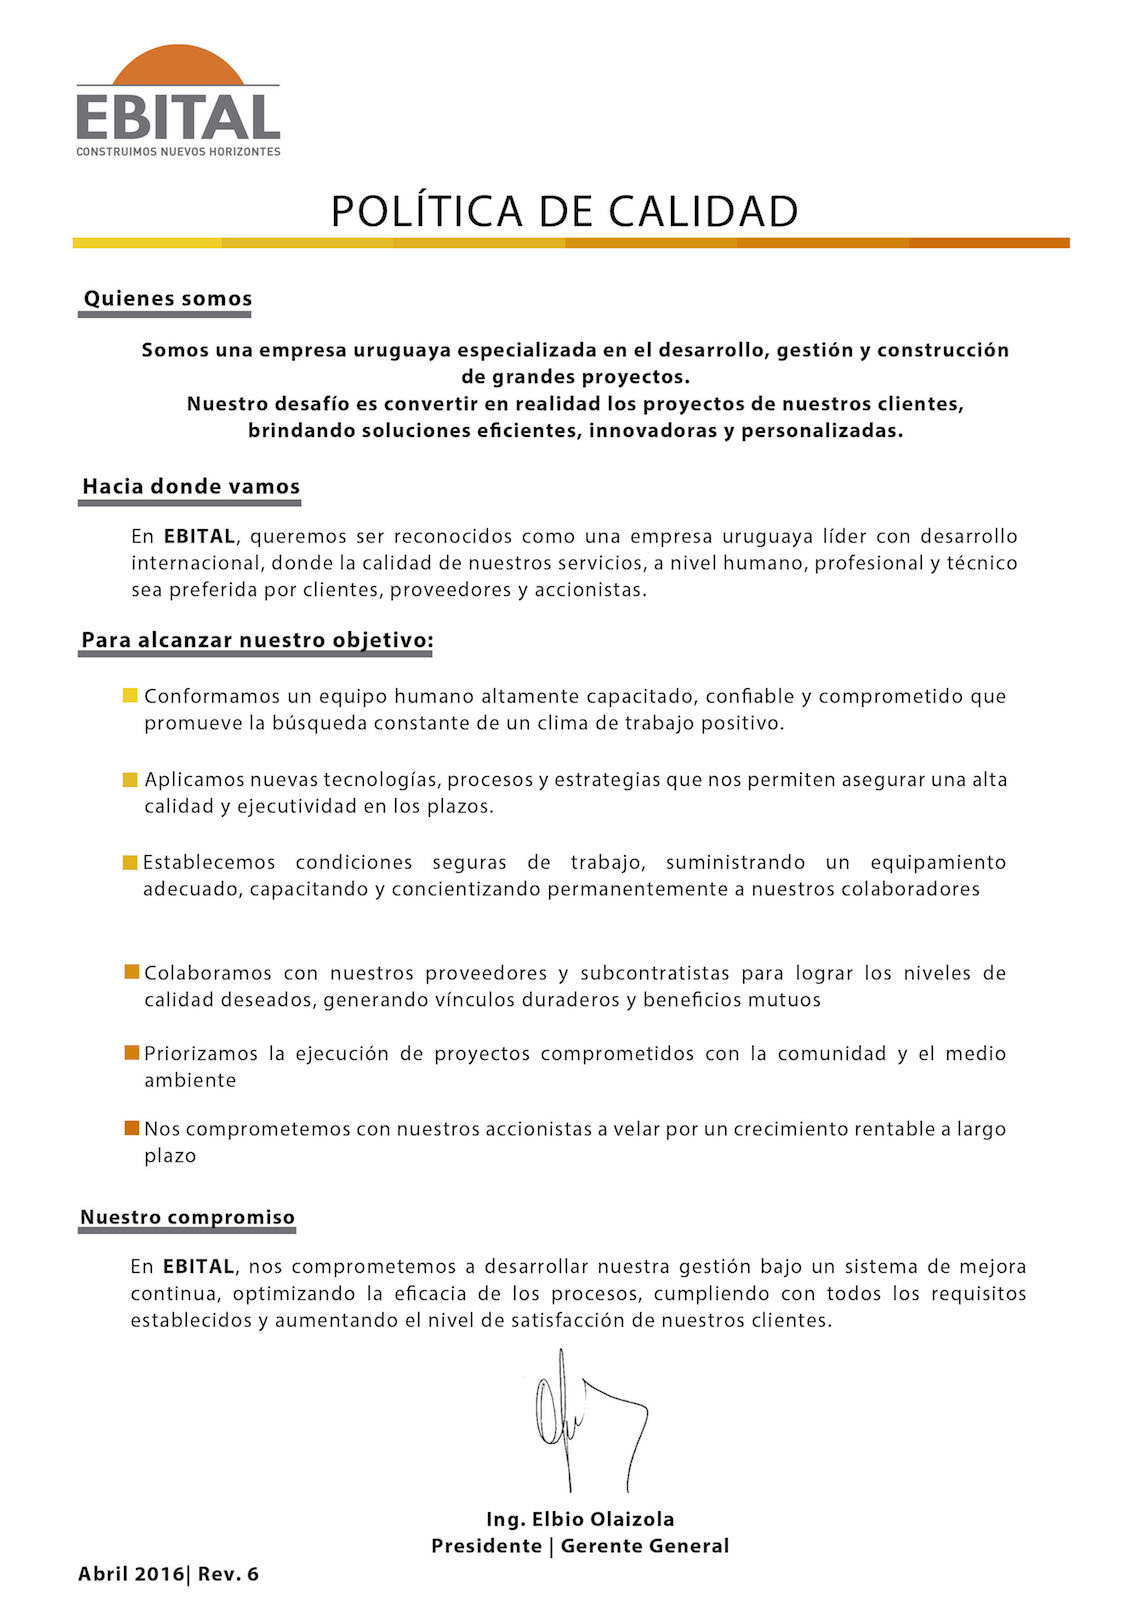 EBITAL
CONSTRUIMOS NUEVOS HORIZONTES
POLÍTICA DE CALIDAD
Quienes somos
Somos una empresa uruguaya especializada en el desarrollo, gestión y construcción
de grandes proyectos.
Nuestro desafío es convertir en realidad los proyectos de nuestros clientes,
brindando soluciones eficientes, innovadoras y personalizadas.
Hacia donde vamos
En EBITAL, queremos ser reconocidos como una empresa uruguaya líder con desarrollo
internacional, donde la calidad de nuestros servicios, a nivel humano, profesional y técnico
sea preferida por clientes, proveedores y accionistas.
Para alcanzar nuestro objetivo:
Conformamos un equipo humano altamente capacitado, confiable y comprometido que
promueve la búsqueda constante de un clima de trabajo positivo.
Aplicamos nuevas tecnologías, procesos y estrategias que nos permiten asegurar una alta
calidad y ejecutividad en los plazos.
Establecemos condiciones seguras de trabajo, suministrando un equipamiento
adecuado, capacitando y concientizando permanentemente a nuestros colaboradores
Colaboramos con nuestros proveedores y subcontratistas para lograr los niveles de
calidad deseados, generando vínculos duraderos y beneficios mutuos
Priorizamos la ejecución de proyectos comprometidos con la comunidad y el medio
ambiente
Nos comprometemos con nuestros accionistas a velar por un crecimiento rentable a largo
plazo
Nuestro compromiso
En EBITAL, nos comprometemos a desarrollar nuestra gestión bajo un sistema de mejora
continua, optimizando la eficacia de los procesos, cumpliendo con todos los requisitos
establecidos y aumentando el nivel de satisfacción de nuestros clientes.
Ing. Elbio Olaizola
Presidente | Gerente General
Abril 2016| Rev. 6